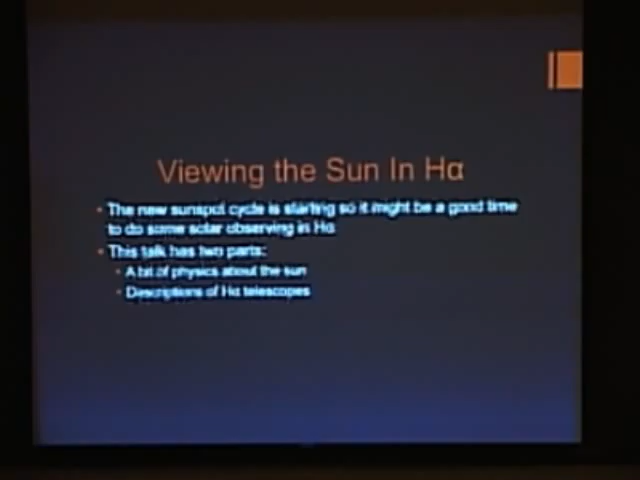 Viewing the Sun In Hα
• The new sunspot cycle is starting so it might be a good time
to do some solar observing in Hα
• This talk has two parts:
• A bit of physics about the sun
• Descriptions of Hα telescopes